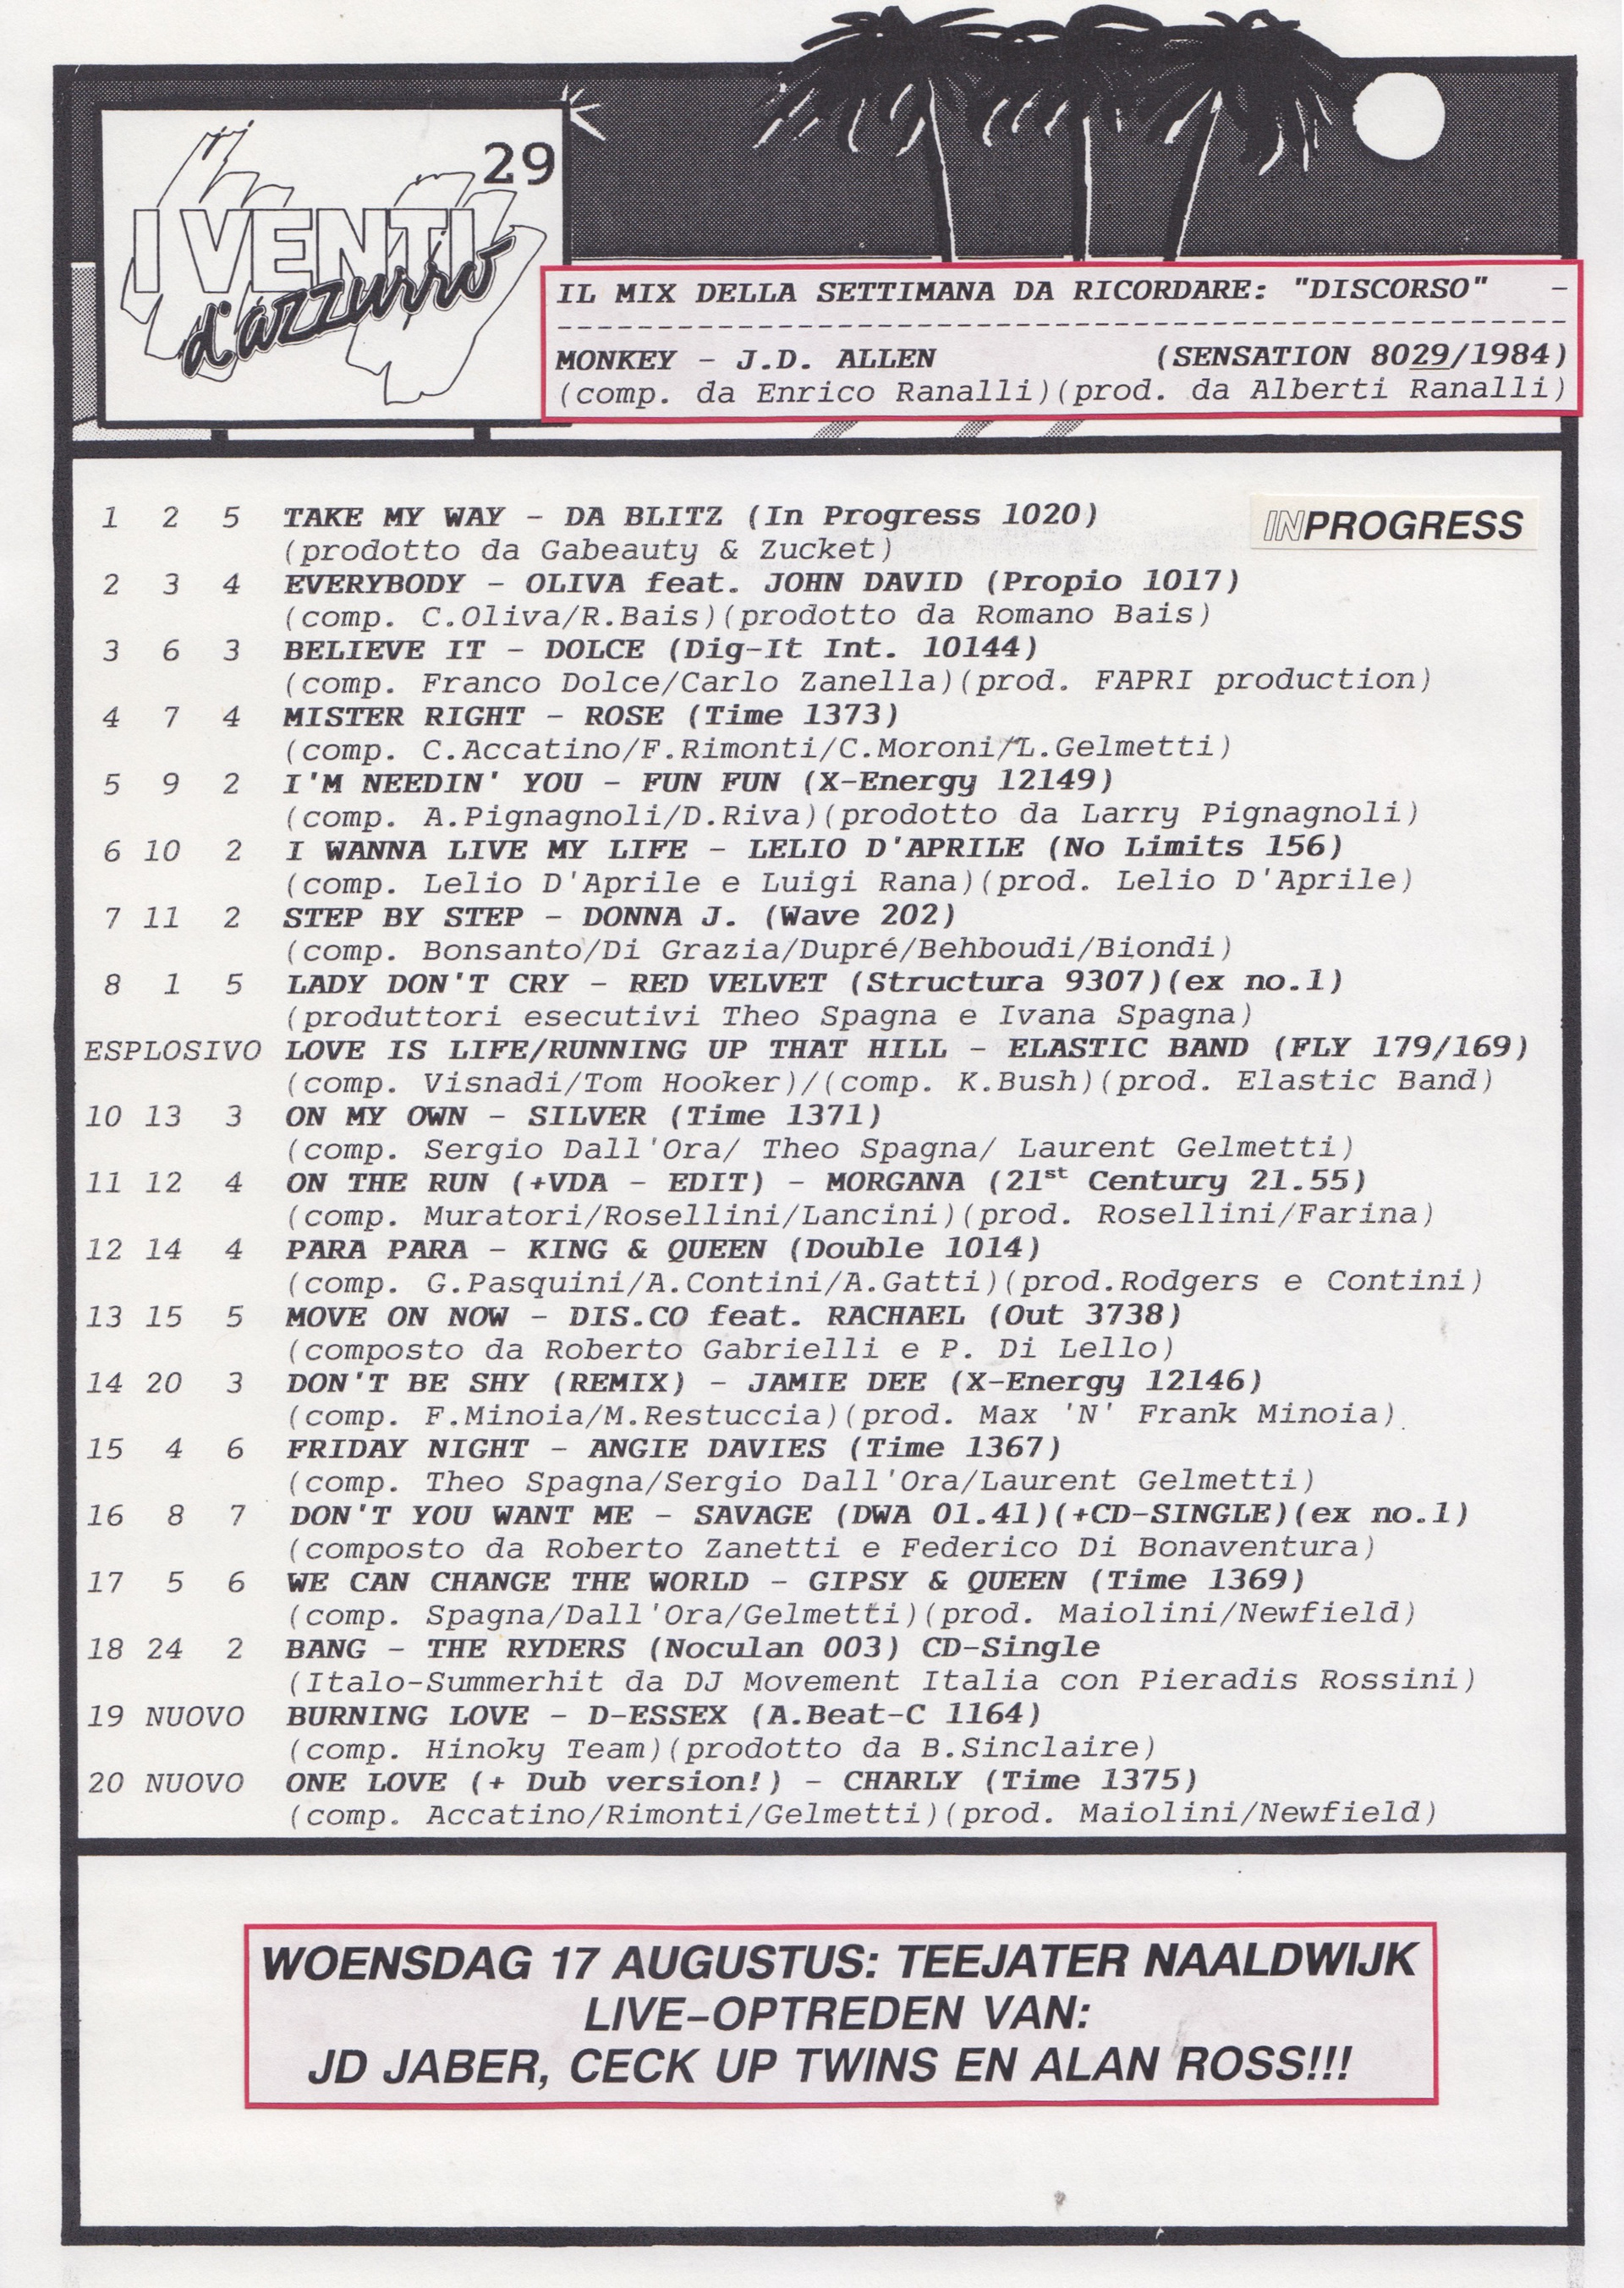 29
I VENTI
d'azzurro
IL MIX DELLA SETTIMANA DA RICORDARE: "DISCORSO" -
---------------------------------------------------
MONKEY - J.D. ALLEN (SENSATION 8029/1984)
(comp. da Enrico Ranalli)(prod. da Alberti Ranalli)
INPROGRESS
1 2 5 TAKE MY WAY - DA BLITZ (In Progress 1020)
(prodotto da Gabeauty & Zucket)
2 3 4 EVERYBODY - OLIVA feat. JOHN DAVID (Propio 1017)
(comp. C.Oliva/R.Bais)(prodotto da Romano Bais)
3 6 3 BELIEVE IT - DOLCE (Dig-It Int. 10144)
(comp. Franco Dolce/Carlo Zanella)(prod. FAPRI production)
4 7 4 MISTER RIGHT - ROSE (Time 1373)
(comp. C.Accatino/F.Rimonti/C.Moroni/L.Gelmetti)
5 9 2 I'M NEEDIN' YOU - FUN FUN (X-Energy 12149)
(comp. A.Pignagnoli/D.Riva)(prodotto da Larry Pignagnoli)
6 10 2 I WANNA LIVE MY LIFE - LELIO D'APRILE (No Limits 156)
(comp. Lelio D'Aprile e Luigi Rana)(prod. Lelio D'Aprile)
7 11 2 STEP BY STEP - DONNA J. (Wave 202)
(comp. Bonsanto/Di Grazia/Dupré/Behboudi/Biondi)
8 1 5 LADY DON'T CRY - RED VELVET (Structura 9307)(ex no.1)
(produttori esecutivi Theo Spagna e Ivana Spagna)
ESPLOSIVO LOVE IS LIFE/RUNNING UP THAT HILL - ELASTIC BAND (FLY 179/169)
(comp. Visnadi/Tom Hooker)/(comp. K.Bush)(prod. Elastic Band)
10 13 3 ON MY OWN - SILVER (Time 1371)
(comp. Sergio Dall'Ora/ Theo Spagna/ Laurent Gelmetti)
11 12 4 ON THE RUN (+VDA - EDIT) - MORGANA (21st Century 21.55)
(comp. Muratori/Rosellini/Lancini)(prod. Rosellini/Farina)
12 14 4 PARA PARA - KING & QUEEN (Double 1014)
(comp. G.Pasquini/A.Contini/A.Gatti)(prod.Rodgers e Contini)
13 15 5 MOVE ON NOW - DIS.CO feat. RACHAEL (Out 3738)
(composto da Roberto Gabrielli e P. Di Lello)
14 20 3 DON'T BE SHY (REMIX) - JAMIE DEE (X-Energy 12146)
(comp. F.Minoia/M.Restuccia)(prod. Max 'N' Frank Minoia)
15 4 6 FRIDAY NIGHT - ANGIE DAVIES (Time 1367)
(comp. Theo Spagna/Sergio Dall'Ora/Laurent Gelmetti)
16 8 7 DON'T YOU WANT ME - SAVAGE (DWA 01.41)(+CD-SINGLE)(ex no.1)
(composto da Roberto Zanetti e Federico Di Bonaventura)
17 5 6 WE CAN CHANGE THE WORLD - GIPSY & QUEEN (Time 1369)
(comp. Spagna/Dall'Ora/Gelmetti)(prod. Maiolini/Newfield)
18 24 2 BANG - THE RYDERS (Noculan 003) CD-Single
(Italo-Summerhit da DJ Movement Italia con Pieradis Rossini)
19 NUOVO BURNING LOVE - D-ESSEX (A.Beat-C 1164)
(comp. Hinoky Team)(prodotto da B.Sinclaire)
20 NUOVO ONE LOVE (+ Dub version!) - CHARLY (Time 1375)
(comp. Accatino/Rimonti/Gelmetti)(prod. Maiolini/Newfield)
WOENSDAG 17 AUGUSTUS: TEEJATER NAALDWIJK
LIVE-OPTREDEN VAN:
JD JABER, CECK UP TWINS EN ALAN ROSS!!!